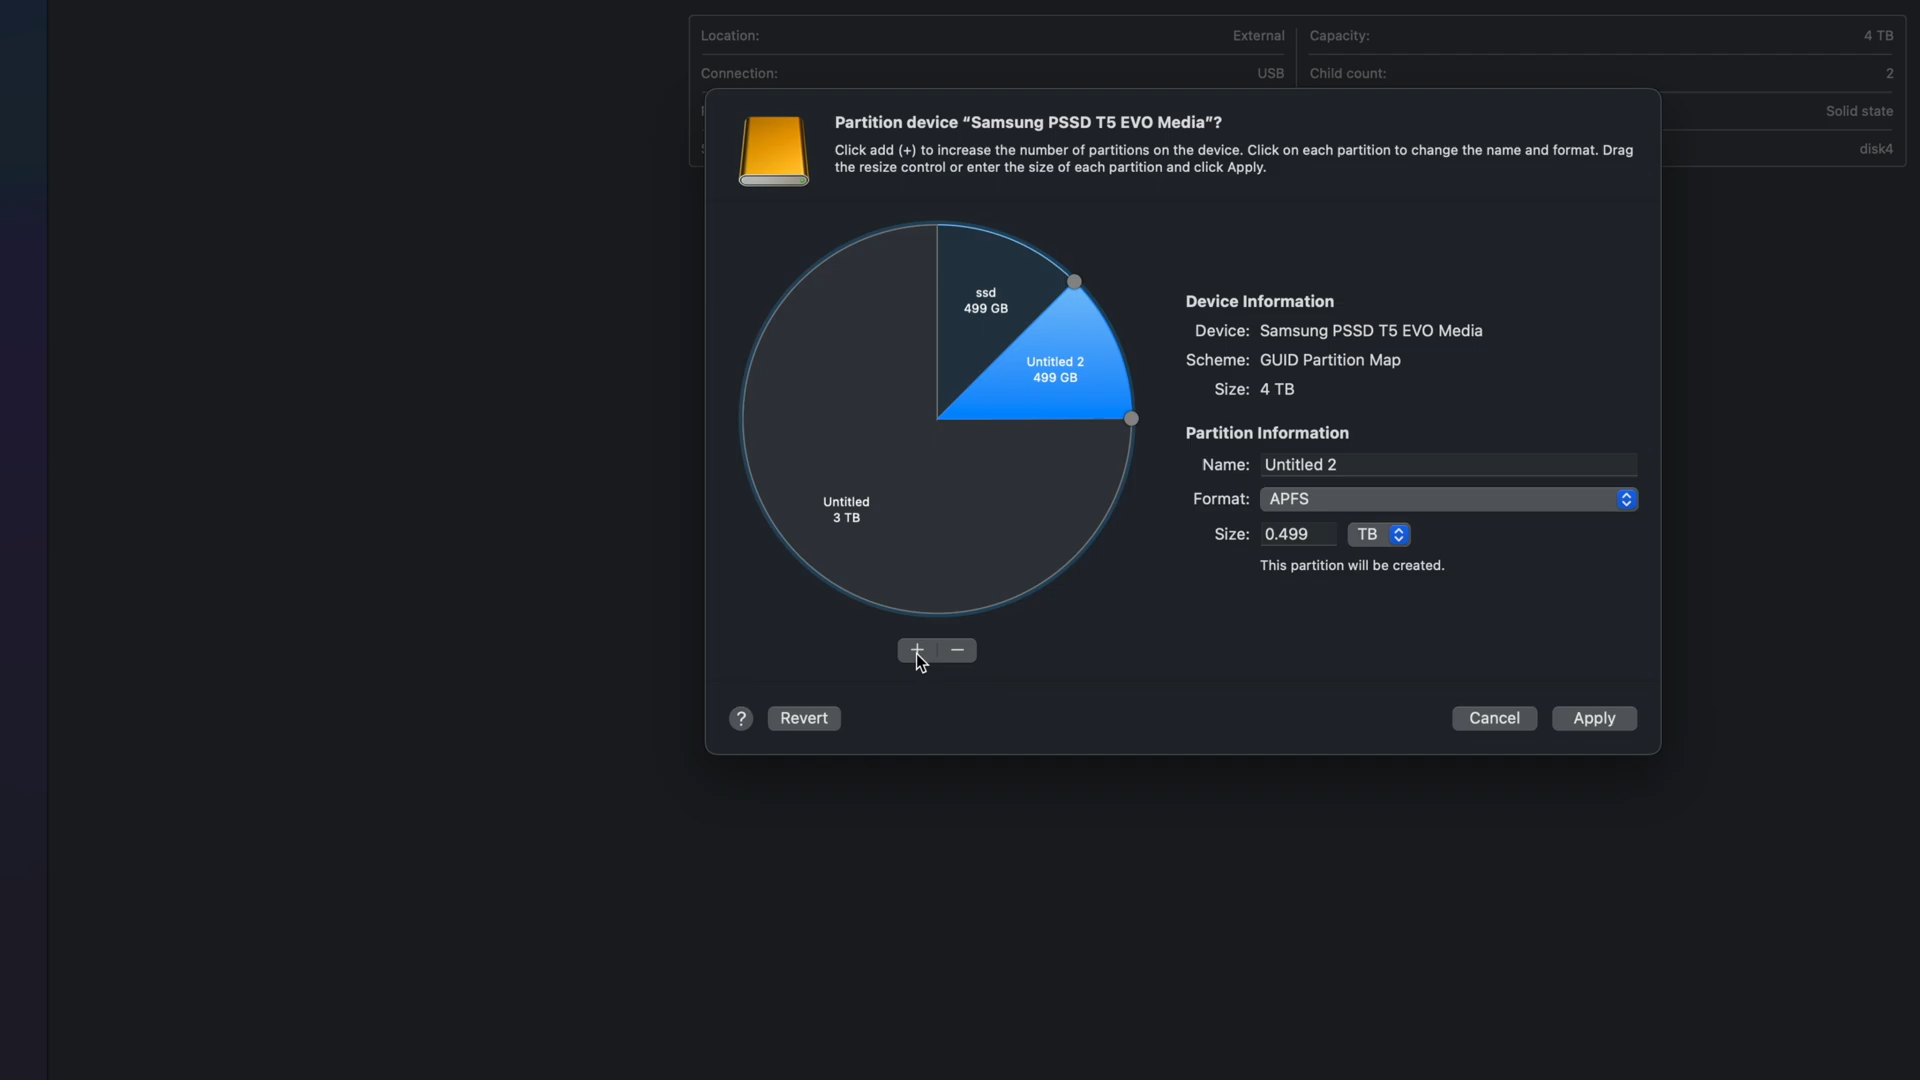 Location: External
Capacity: 4 TB
Connection: USB
Child count: 2
Solid state
disk4
Partition device “Samsung PSSD T5 EVO Media”?
Click add (+) to increase the number of partitions on the device. Click on each partition to change the name and format. Drag
the resize control or enter the size of each partition and click Apply.
ssd
499 GB
Untitled 2
499 GB
Untitled
3 TB
Device Information
Device: Samsung PSSD T5 EVO Media
Scheme: GUID Partition Map
Size: 4 TB
Partition Information
Name: Untitled 2
Format: APFS
Size: 0.499 TB
This partition will be created.
+ −
? Revert
Cancel Apply